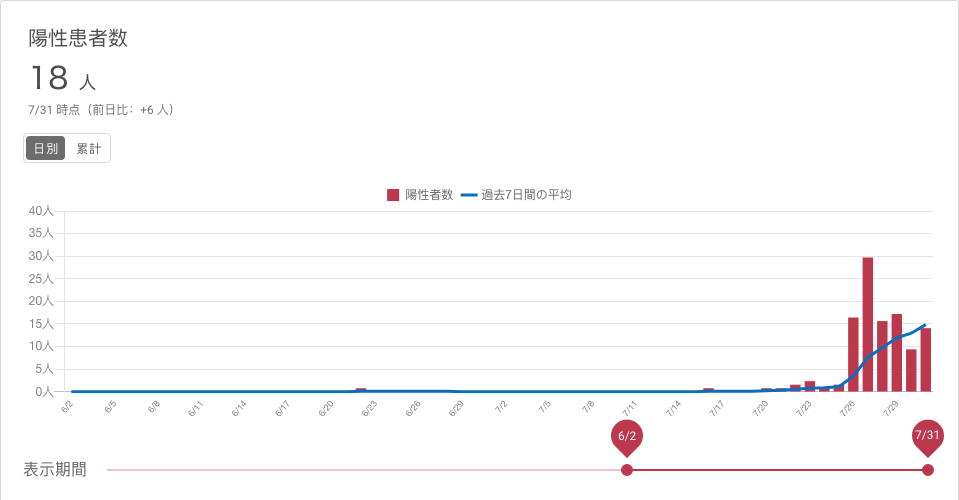 陽性患者数
18 人
7/31 時点（前日比：+6 人）
日別 累計
陽性者数 過去7日間の平均
40人
35人
30人
25人
20人
15人
10人
5人
0人
6/2 6/5 6/8 6/11 6/14 6/17 6/20 6/23 6/26 6/29 7/2 7/5 7/8 7/11 7/14 7/17 7/20 7/23 7/26 7/29
6/2 7/31
表示期間